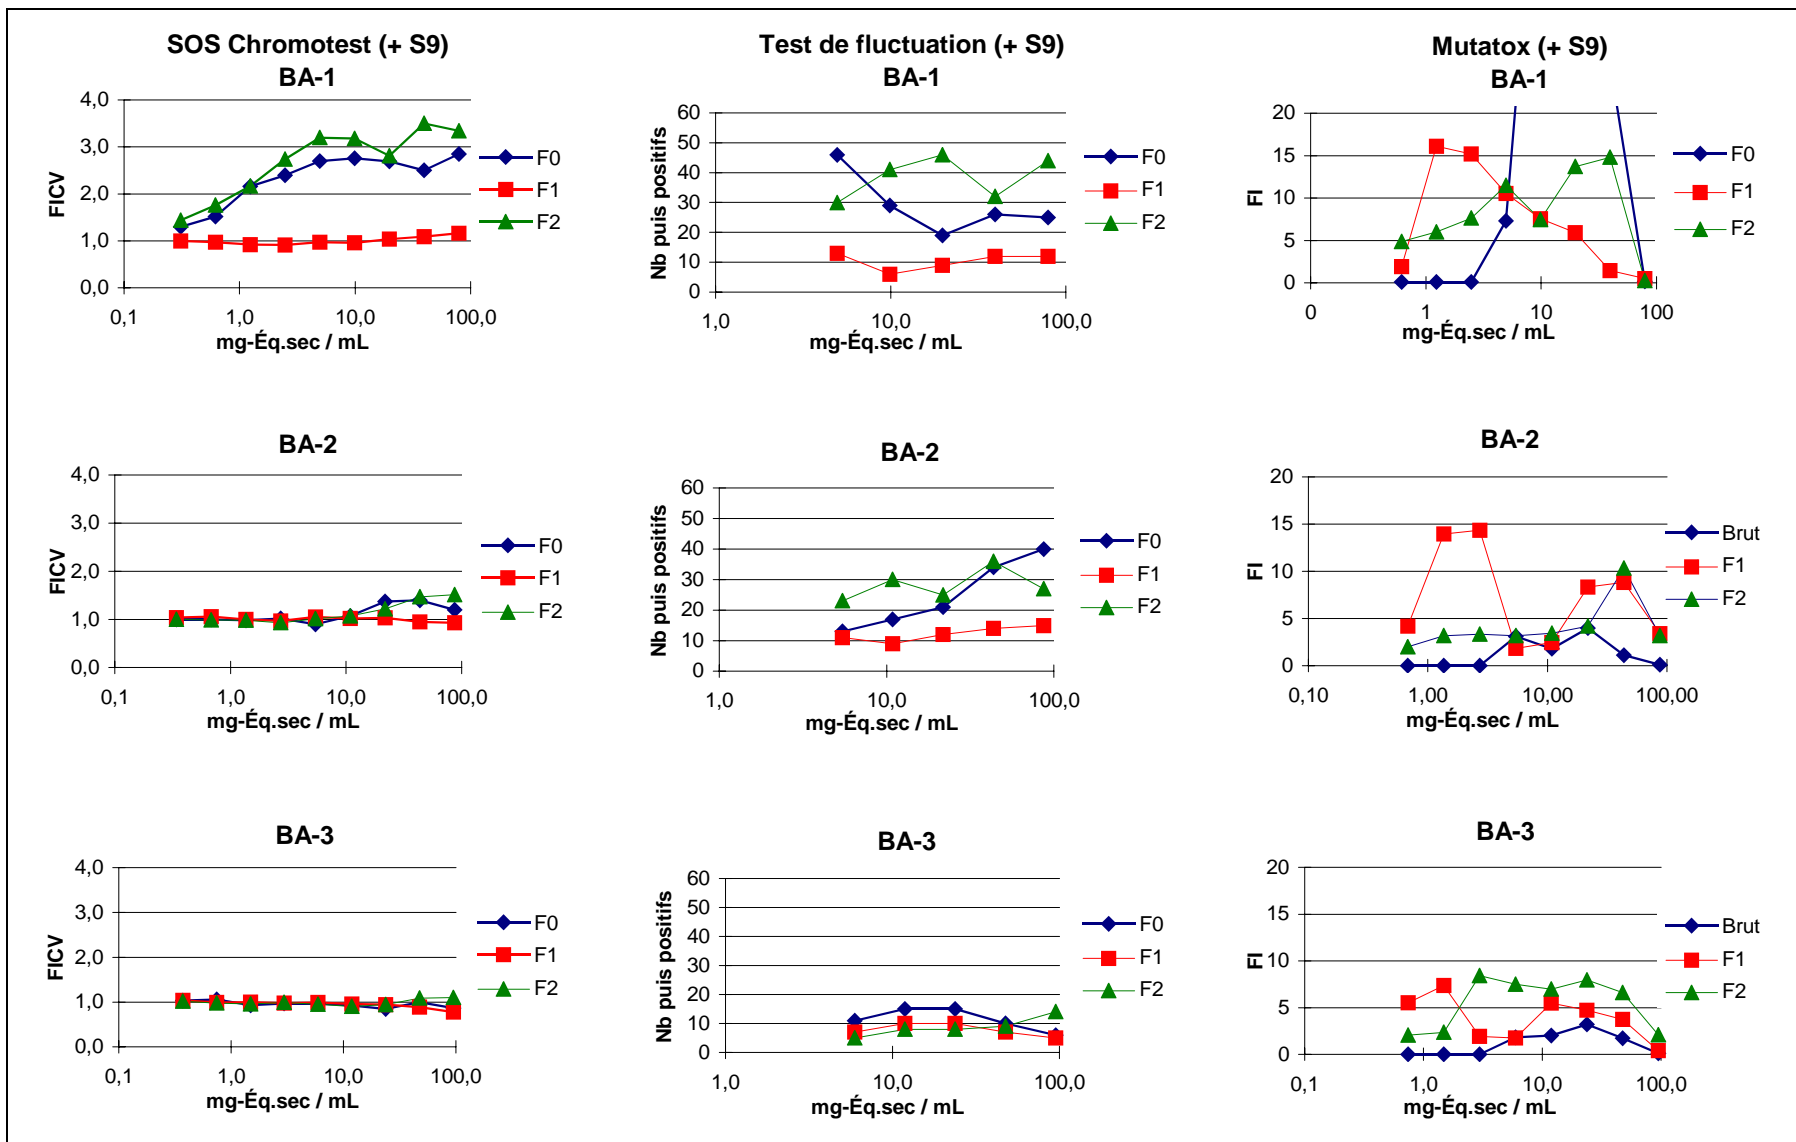 SOS Chromotest (+ S9)
BA-1
4,0
3,0
2,0
1,0
0,0
FICV
0,1
1,0
10,0
100,0
mg-Éq.sec / mL
F0
F1
F2
Test de fluctuation (+ S9)
BA-1
60
50
40
30
20
10
0
Nb puis positifs
1,0
10,0
100,0
mg-Éq.sec / mL
F0
F1
F2
Mutatox (+ S9)
BA-1
20
15
10
5
0
FI
0
1
10
100
mg-Éq.sec / mL
F0
F1
F2
BA-2
4,0
3,0
2,0
1,0
0,0
FICV
0,1
1,0
10,0
100,0
mg-Éq.sec / mL
F0
F1
F2
BA-2
60
50
40
30
20
10
0
Nb puis positifs
1,0
10,0
100,0
mg-Éq.sec / mL
F0
F1
F2
BA-2
20
15
10
5
0
FI
0,10
1,00
10,00
100,00
mg-Éq.sec / mL
Brut
F1
F2
BA-3
4,0
3,0
2,0
1,0
0,0
FICV
0,1
1,0
10,0
100,0
mg-Éq.sec / mL
F0
F1
F2
BA-3
60
50
40
30
20
10
0
Nb puis positifs
1,0
10,0
100,0
mg-Éq.sec / mL
F0
F1
F2
BA-3
20
15
10
5
0
FI
0,1
1,0
10,0
100,0
mg-Éq.sec / mL
Brut
F1
F2